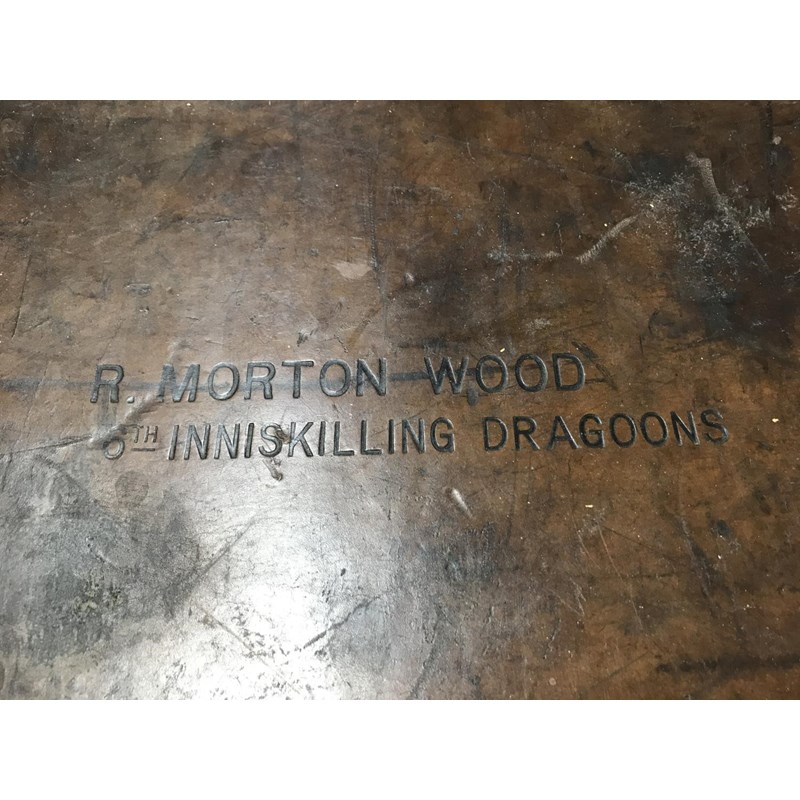 R. MORTON WOOD
6TH INNISKILLING DRAGOONS